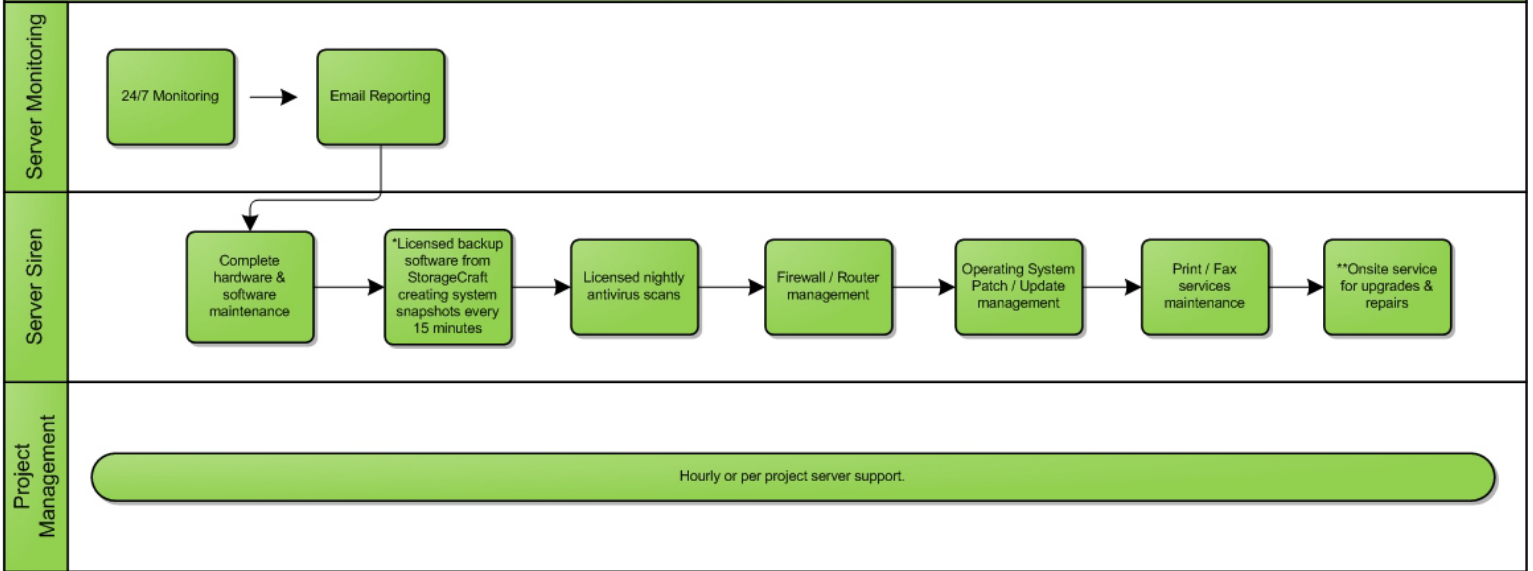 Server Monitoring
24/7 Monitoring
Email Reporting
Server Siren
Complete
hardware &
software
maintenance
*Licensed backup
software from
StorageCraft
creating system
snapshots every
15 minutes
Licensed nightly
antivirus scans
Firewall / Router
management
Operating System
Patch / Update
management
Print / Fax
services
maintenance
**Onsite service
for upgrades &
repairs
Project
Management
Hourly or per project server support.